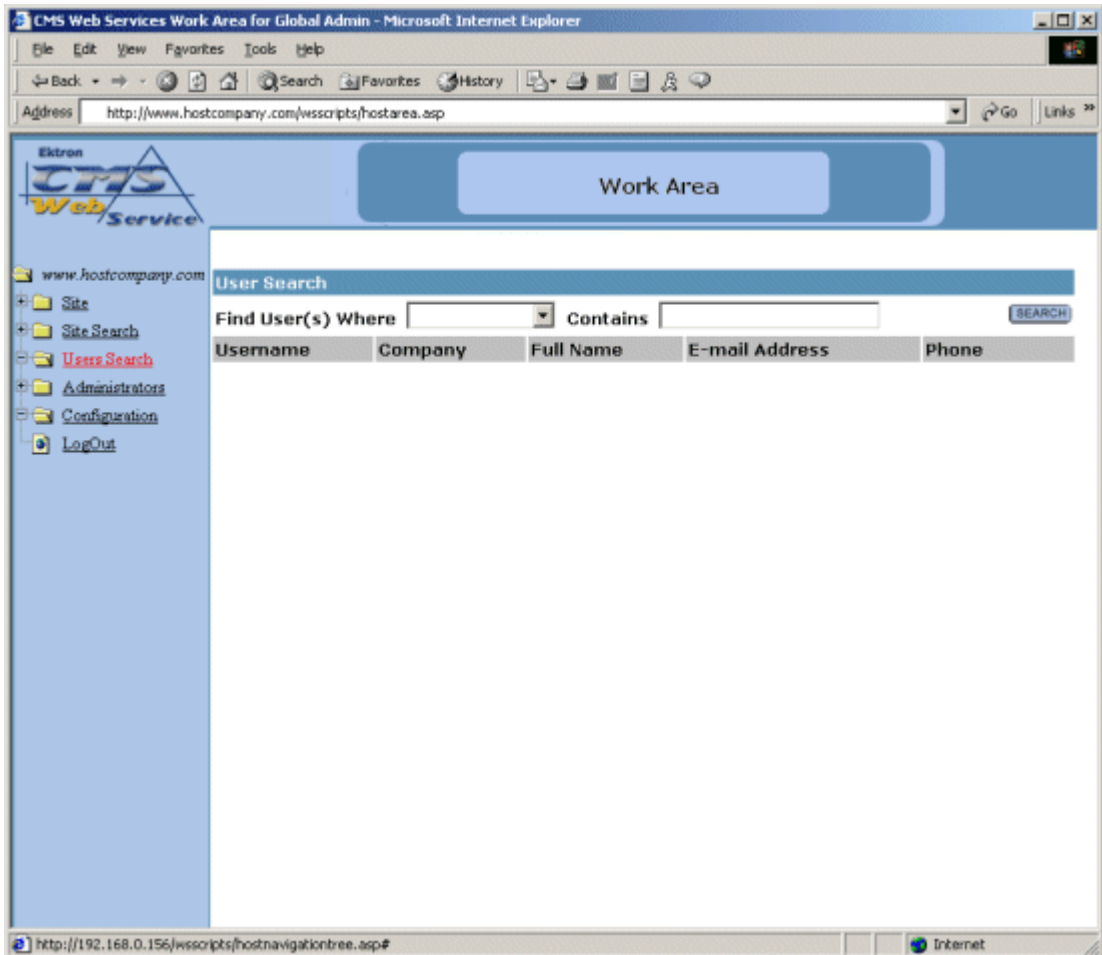 CMS Web Services Work Area for Global Admin - Microsoft Internet Explorer
File Edit View Favorites Tools Help
Back Search Favorites History
Address http://www.hostcompany.com/wsscripts/hostarea.asp Go Links »
Ektron
CMS
Web
Service
Work Area
www.hostcompany.com
Site
Site Search
Users Search
Administrators
Configuration
LogOut
User Search
Find User(s) Where Contains SEARCH
Username Company Full Name E-mail Address Phone
http://192.168.0.156/wsscripts/hostnavigationtree.asp# Internet